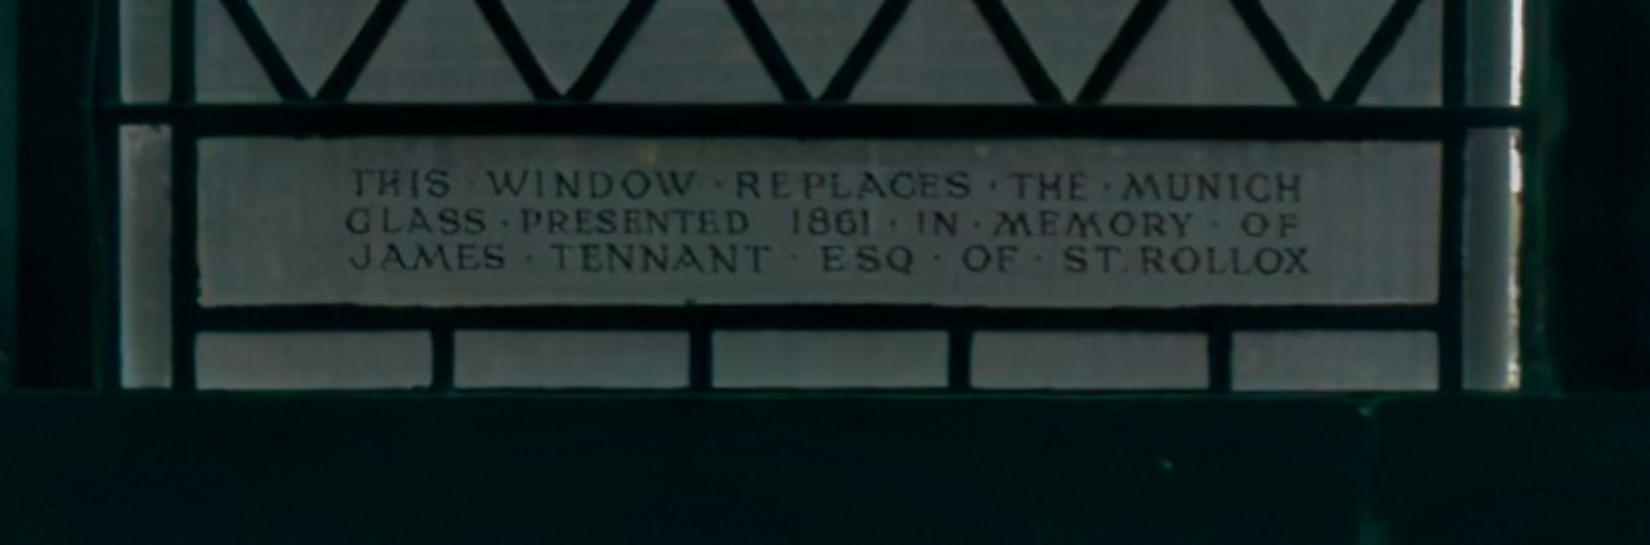 THIS · WINDOW · REPLACES · THE · MUNICH
GLASS · PRESENTED 1861 · IN · MEMORY · OF
JAMES · TENNANT · ESQ · OF · ST. ROLLOX